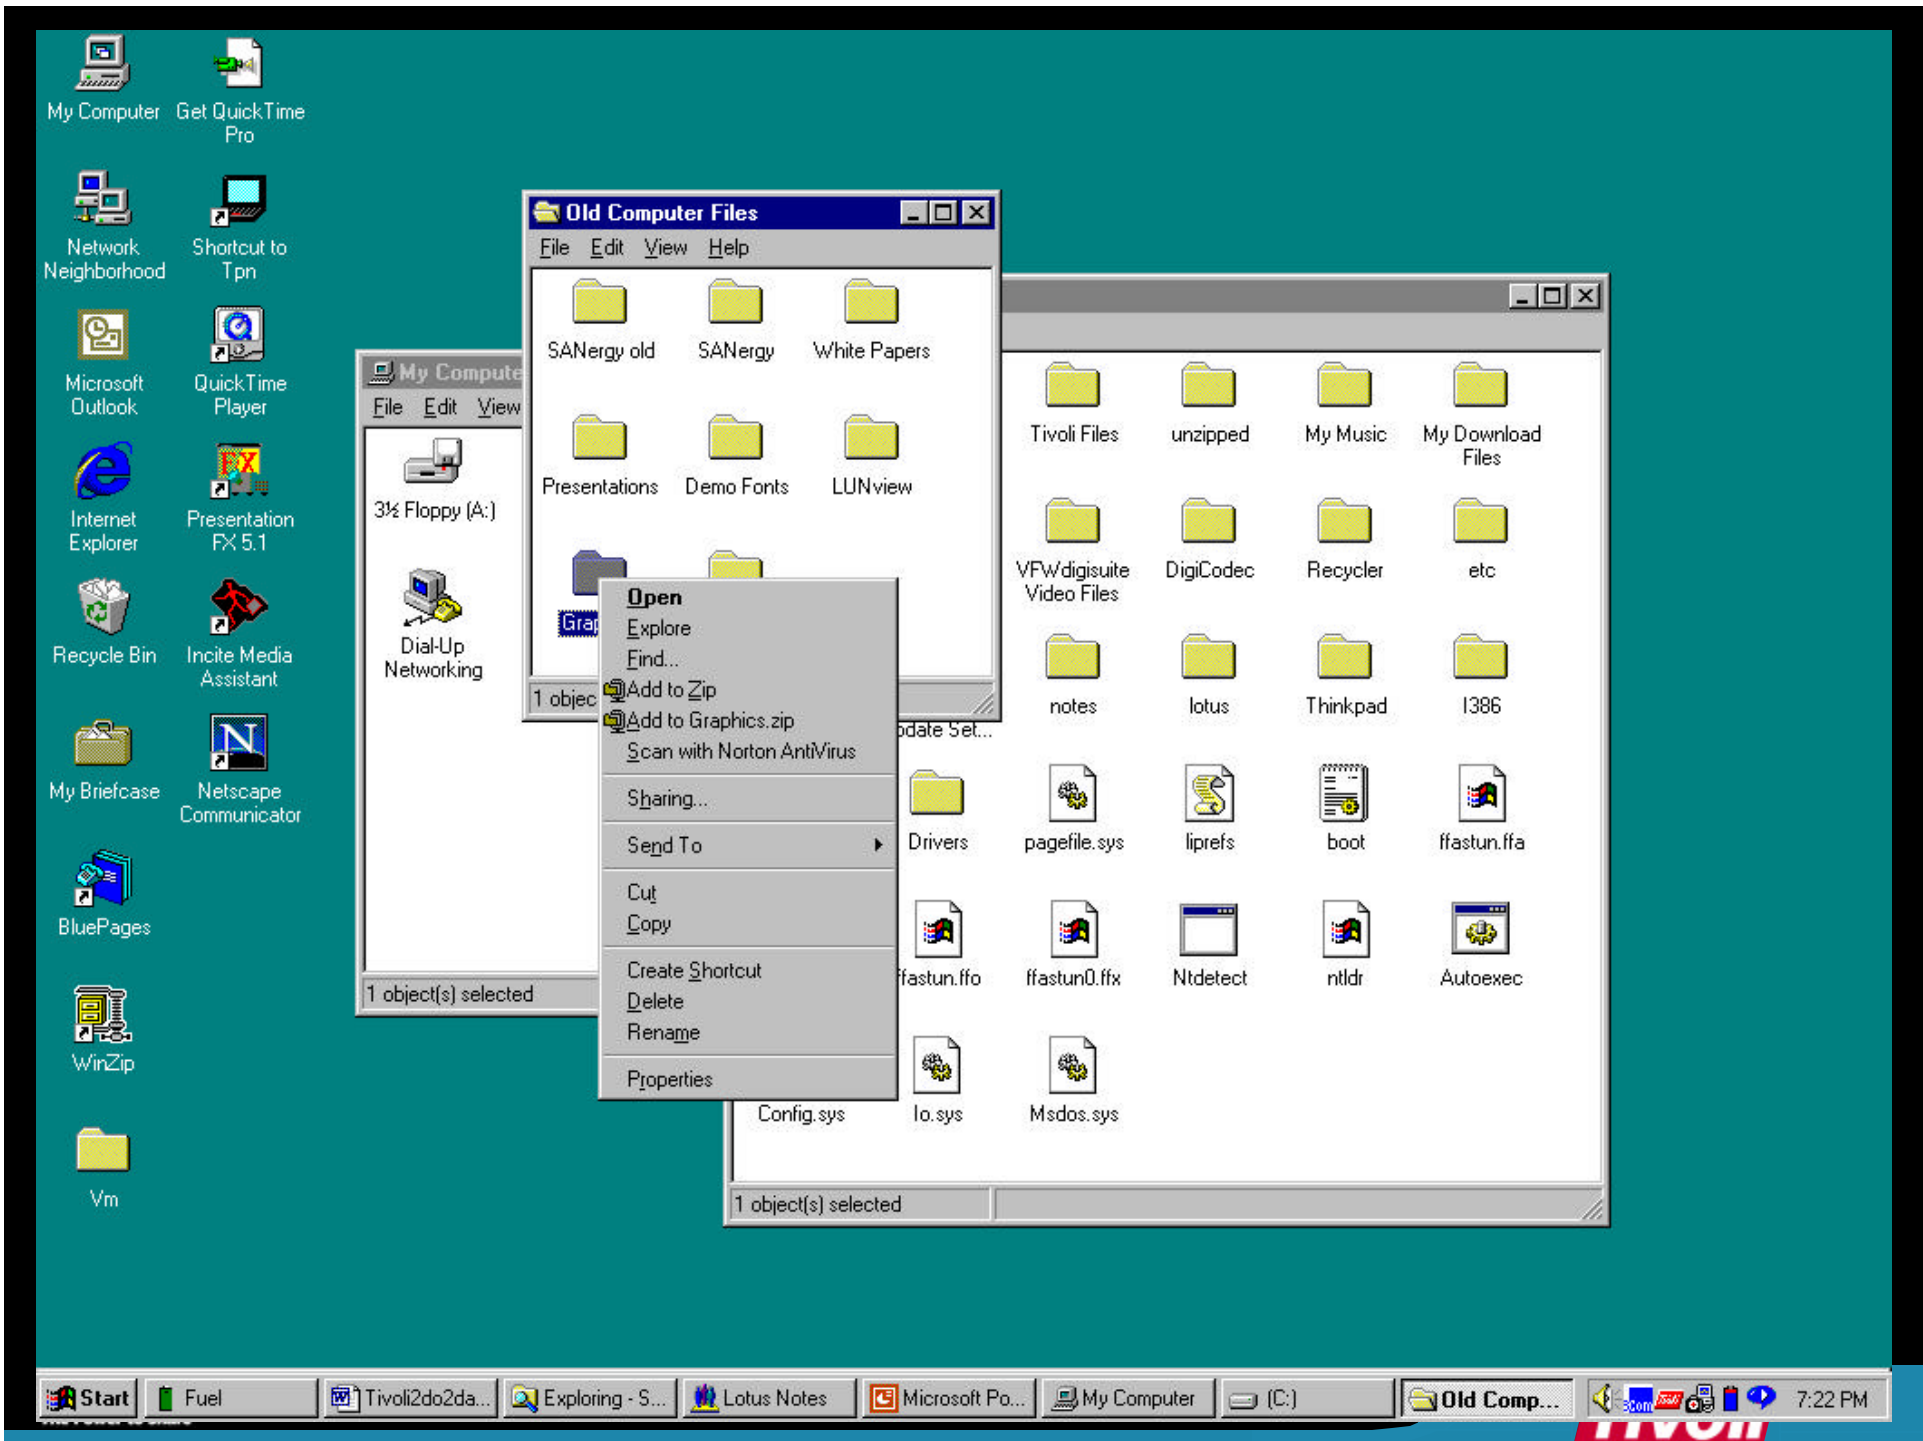 My Computer
Get QuickTime
Pro
Network
Neighborhood
Shortcut to
Tpn
Microsoft
Outlook
QuickTime
Player
Internet
Explorer
Presentation
FX 5.1
Recycle Bin
Incite Media
Assistant
My Briefcase
Netscape
Communicator
BluePages
WinZip
Vm
Old Computer Files
File Edit View Help
SANergy old
SANergy
White Papers
Presentations
Demo Fonts
LUNview
1 objec
My Compute
File Edit View
3½ Floppy (A:)
Dial-Up
Networking
1 object(s) selected
Open
Explore
Find...
Add to Zip
Add to Graphics.zip
Scan with Norton AntiVirus
Sharing...
Send To
Cut
Copy
Create Shortcut
Delete
Rename
Properties
Tivoli Files
unzipped
My Music
My Download
Files
VFWdigisuite
Video Files
DigiCodec
Recycler
etc
notes
lotus
Thinkpad
I386
Drivers
pagefile.sys
liprefs
boot
ffastun.ffa
ffastun.ffo
ffastun0.ffx
Ntdetect
ntldr
Autoexec
Config.sys
Io.sys
Msdos.sys
1 object(s) selected
Start
Fuel
Tivoli2do2da...
Exploring - S...
Lotus Notes
Microsoft Po...
My Computer
(C:)
Old Comp...
3Com
7:22 PM